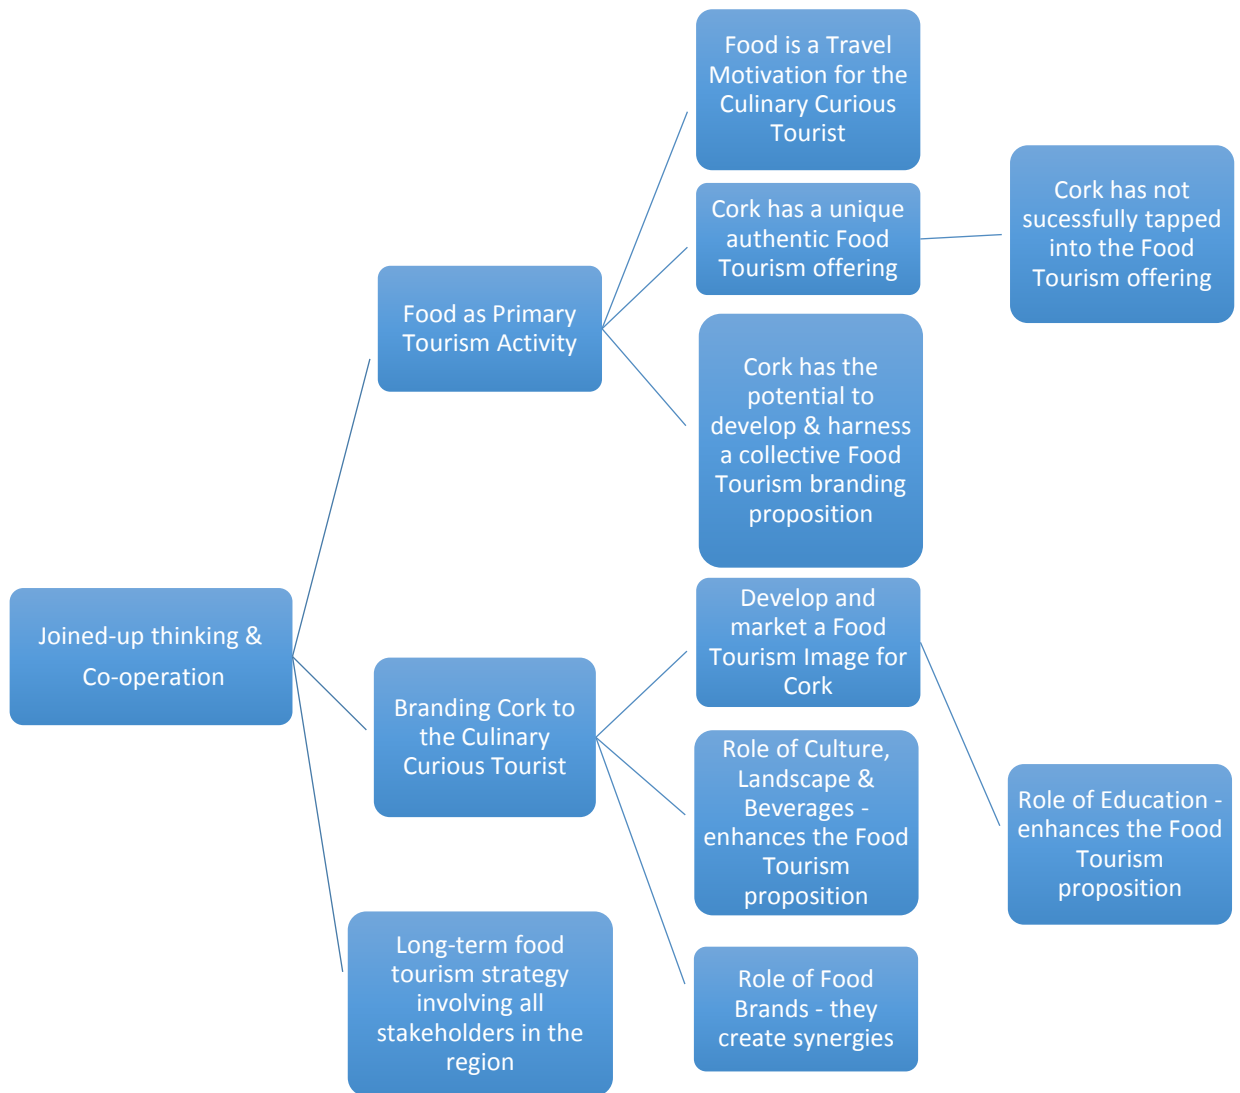 Food is a Travel
Motivation for the
Culinary Curious
Tourist
Cork has a unique
authentic Food
Tourism offering
Cork has not
sucessfully tapped
into the Food
Tourism offering
Food as Primary
Tourism Activity
Cork has the
potential to
develop & harness
a collective Food
Tourism branding
proposition
Joined-up thinking &
Co-operation
Develop and
market a Food
Tourism Image for
Cork
Branding Cork to
the Culinary
Curious Tourist
Role of Culture,
Landscape &
Beverages -
enhances the Food
Tourism
proposition
Role of Education -
enhances the Food
Tourism
proposition
Long-term food
tourism strategy
involving all
stakeholders in the
region
Role of Food
Brands - they
create synergies